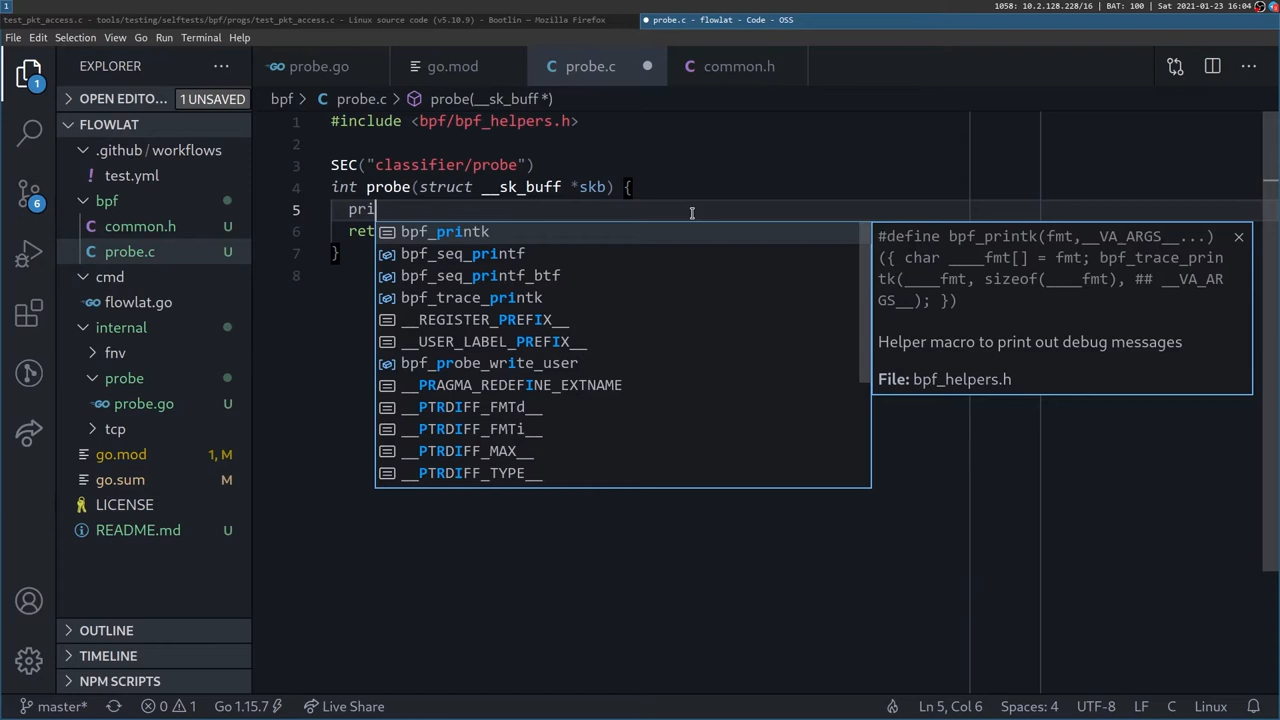 1
test_pkt_access.c - tools/testing/selftests/bpf/progs/test_pkt_access.c - Linux source code (v5.10.9) - Bootlin — Mozilla Firefox
probe.c - flowlat - Code - OSS
1058: 10.2.128.228/16 | BAT: 100 | Sat 2021-01-23 16:04
File Edit Selection View Go Run Terminal Help
EXPLORER ...
OPEN EDITO... 1 UNSAVED
FLOWLAT
.github/workflows
test.yml
bpf
common.h U
probe.c U
cmd
flowlat.go
internal
fnv
probe
probe.go U
tcp
go.mod 1, M
go.sum M
LICENSE
README.md U
OUTLINE
TIMELINE
NPM SCRIPTS
1
6
probe.go
go.mod
probe.c
common.h
bpf > C probe.c > probe(__sk_buff *)
1 #include <bpf/bpf_helpers.h>
2
3 SEC("classifier/probe")
4 int probe(struct __sk_buff *skb) {
5 pri
6 ret
7 }
8
bpf_printk
bpf_seq_printf
bpf_seq_printf_btf
bpf_trace_printk
__REGISTER_PREFIX__
__USER_LABEL_PREFIX__
bpf_probe_write_user
__PRAGMA_REDEFINE_EXTNAME
__PTRDIFF_FMTd__
__PTRDIFF_FMTi__
__PTRDIFF_MAX__
__PTRDIFF_TYPE__
#define bpf_printk(fmt,__VA_ARGS__...)
({ char ____fmt[] = fmt; bpf_trace_prin
tk(____fmt, sizeof(____fmt), ## __VA_AR
GS__); })
Helper macro to print out debug messages
File: bpf_helpers.h
master* 0 1 Go 1.15.7 Live Share
Ln 5, Col 6 Spaces: 4 UTF-8 LF C Linux